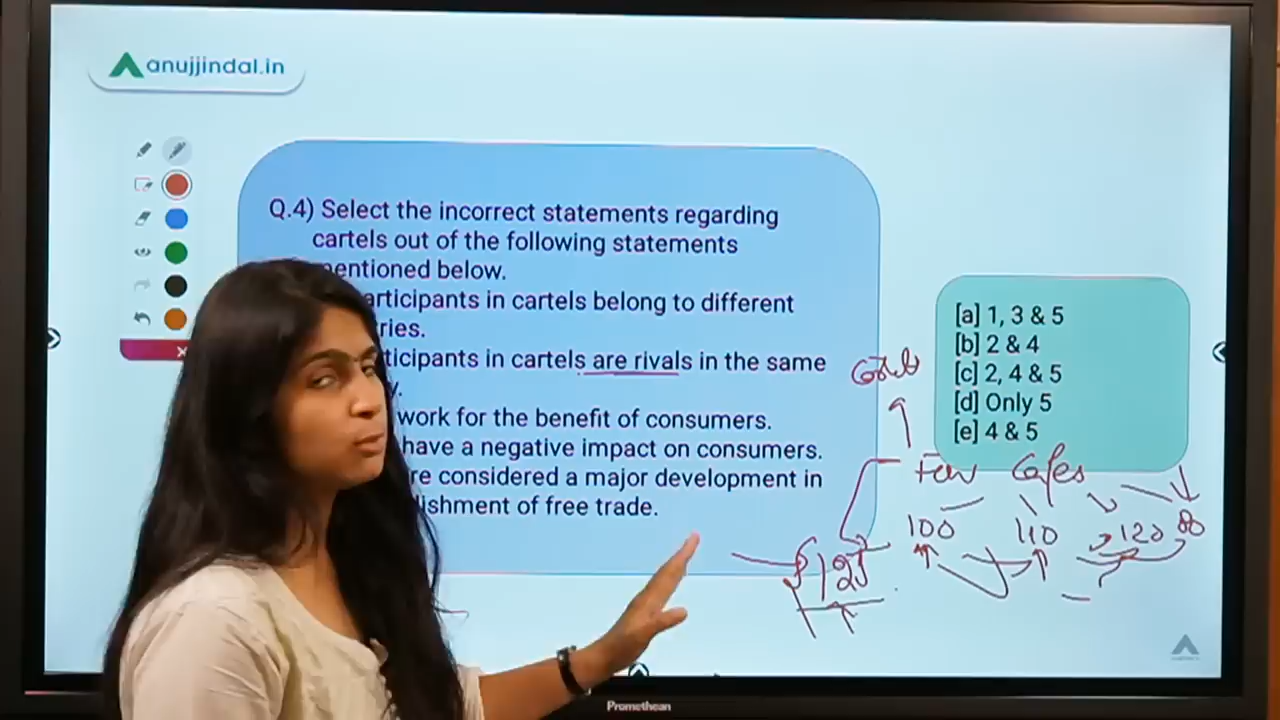 anujjindal.in
Q.4) Select the incorrect statements regarding
cartels out of the following statements
mentioned below.
participants in cartels belong to different
ries.
ticipants in cartels are rivals in the same
y.
work for the benefit of consumers.
have a negative impact on consumers.
re considered a major development in
lishment of free trade.
[a] 1, 3 & 5
[b] 2 & 4
[c] 2, 4 & 5
[d] Only 5
[e] 4 & 5
Few Cafes
100 110 120 80
125
Promethean